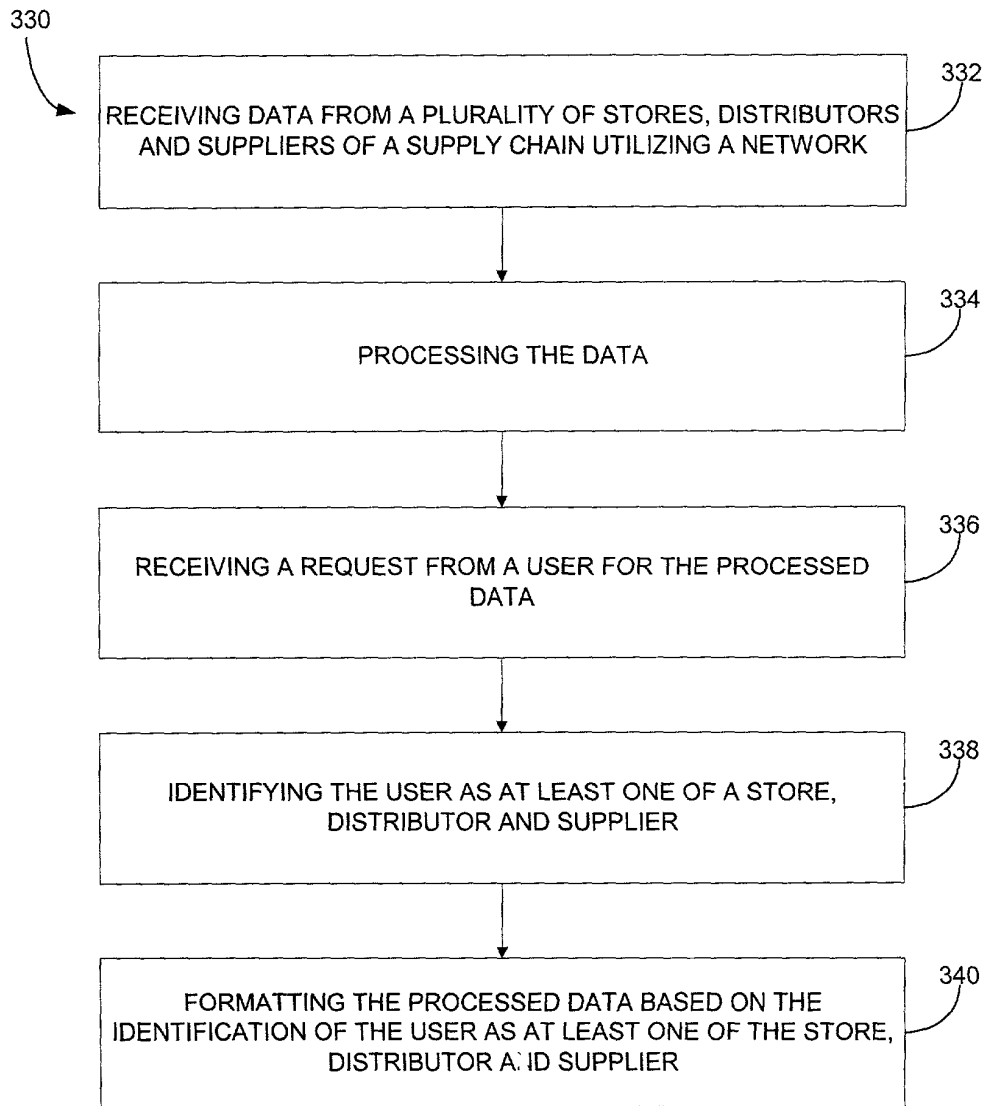 330
332
RECEIVING DATA FROM A PLURALITY OF STORES, DISTRIBUTORS
AND SUPPLIERS OF A SUPPLY CHAIN UTILIZING A NETWORK
334
PROCESSING THE DATA
336
RECEIVING A REQUEST FROM A USER FOR THE PROCESSED
DATA
338
IDENTIFYING THE USER AS AT LEAST ONE OF A STORE,
DISTRIBUTOR AND SUPPLIER
340
FORMATTING THE PROCESSED DATA BASED ON THE
IDENTIFICATION OF THE USER AS AT LEAST ONE OF THE STORE,
DISTRIBUTOR AND SUPPLIER